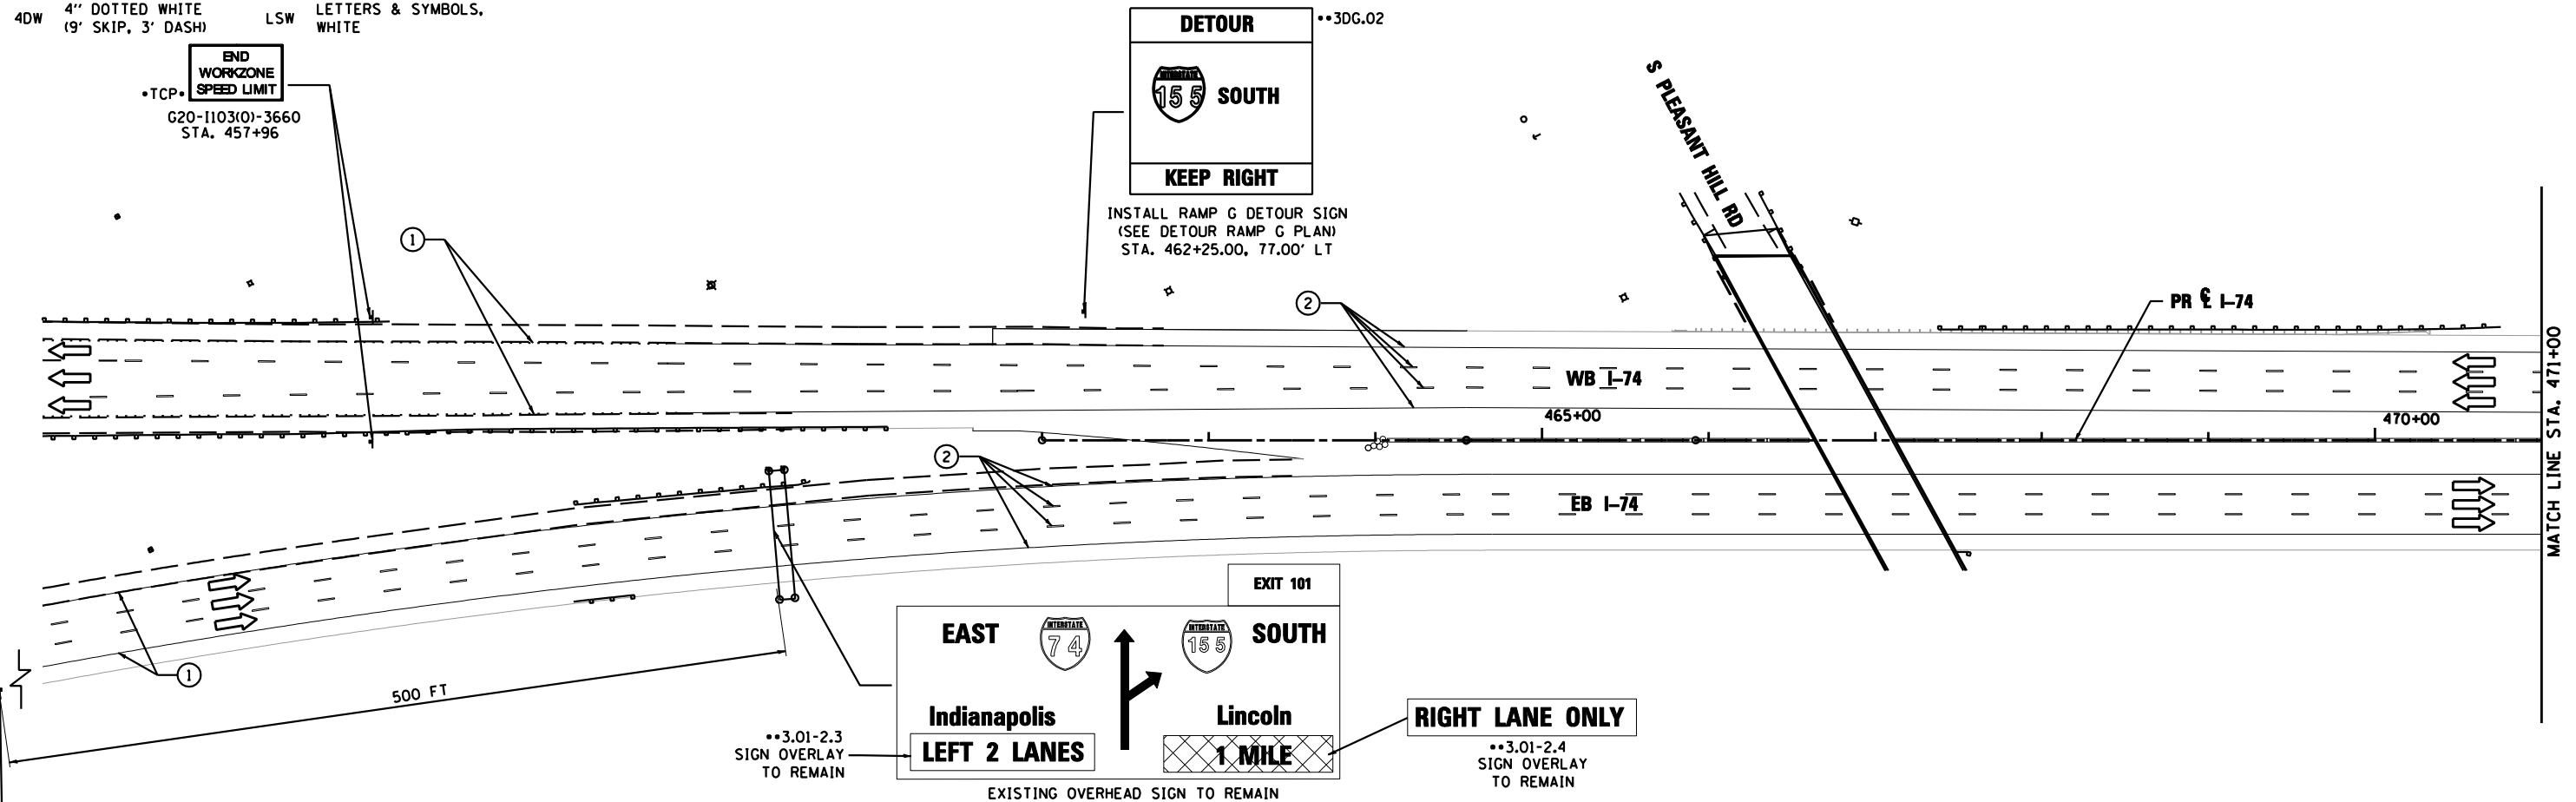 4DW
4'' DOTTED WHITE
(9' SKIP, 3' DASH)
LSW
LETTERS & SYMBOLS,
WHITE
END
WORKZONE
SPEED LIMIT
•TCP•
G20-I103(0)-3660
STA. 457+96
DETOUR
INTERSTATE
155
SOUTH
KEEP RIGHT
••3DG.02
INSTALL RAMP G DETOUR SIGN
(SEE DETOUR RAMP G PLAN)
STA. 462+25.00, 77.00' LT
S PLEASANT HILL RD
1
2
PR ℄ I-74
WB I-74
465+00
470+00
MATCH LINE STA. 471+00
2
EB I-74
1
500 FT
EXIT 101
EAST
INTERSTATE
74
INTERSTATE
155
SOUTH
Indianapolis
Lincoln
LEFT 2 LANES
1 MILE
RIGHT LANE ONLY
••3.01-2.3
SIGN OVERLAY
TO REMAIN
••3.01-2.4
SIGN OVERLAY
TO REMAIN
EXISTING OVERHEAD SIGN TO REMAIN